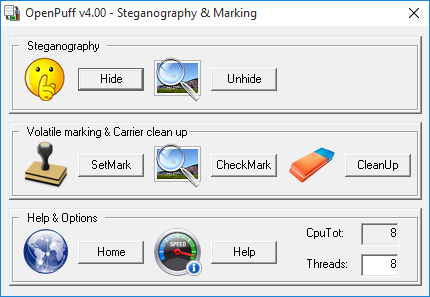 OpenPuff v4.00 - Steganography & Marking
Steganography
Hide
Unhide
Volatile marking & Carrier clean up
SetMark
CheckMark
CleanUp
Help & Options
Home
SPEED
Help
CpuTot: 8
Threads: 8